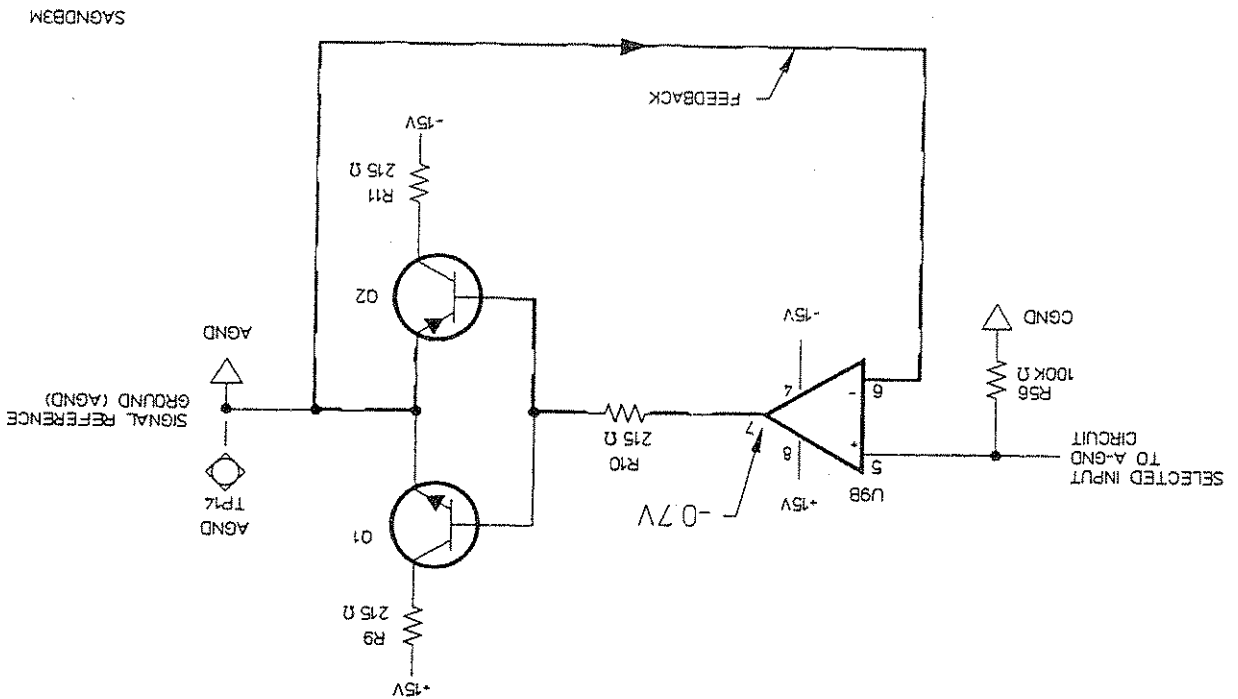 +15V
R9
215 Ω
Q1
-0.7V
AGND
TP14
+15V
U9B
SELECTED INPUT
TO A-GND
CIRCUIT
5
+
8
7
R10
215 Ω
SIGNAL REFERENCE
GROUND (AGND)
R56
100KΩ
6
-
4
-15V
CGND
AGND
Q2
R11
215 Ω
-15V
FEEDBACK
SAGNDB3M